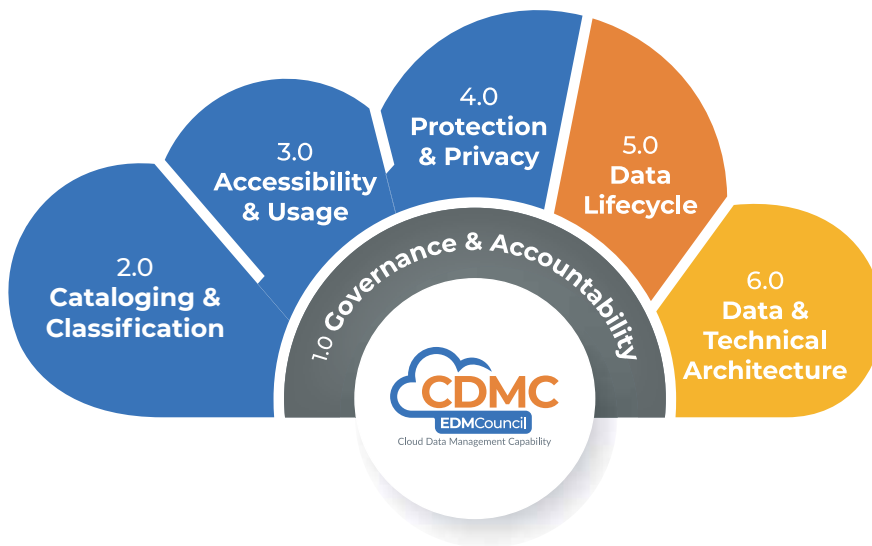 4.0
Protection
& Privacy
5.0
Data
Lifecycle
3.0
Accessibility
& Usage
2.0
Cataloging &
Classification
6.0
Data &
Technical
Architecture
1.0 Governance & Accountability
CDMC
EDMCouncil
Cloud Data Management Capability